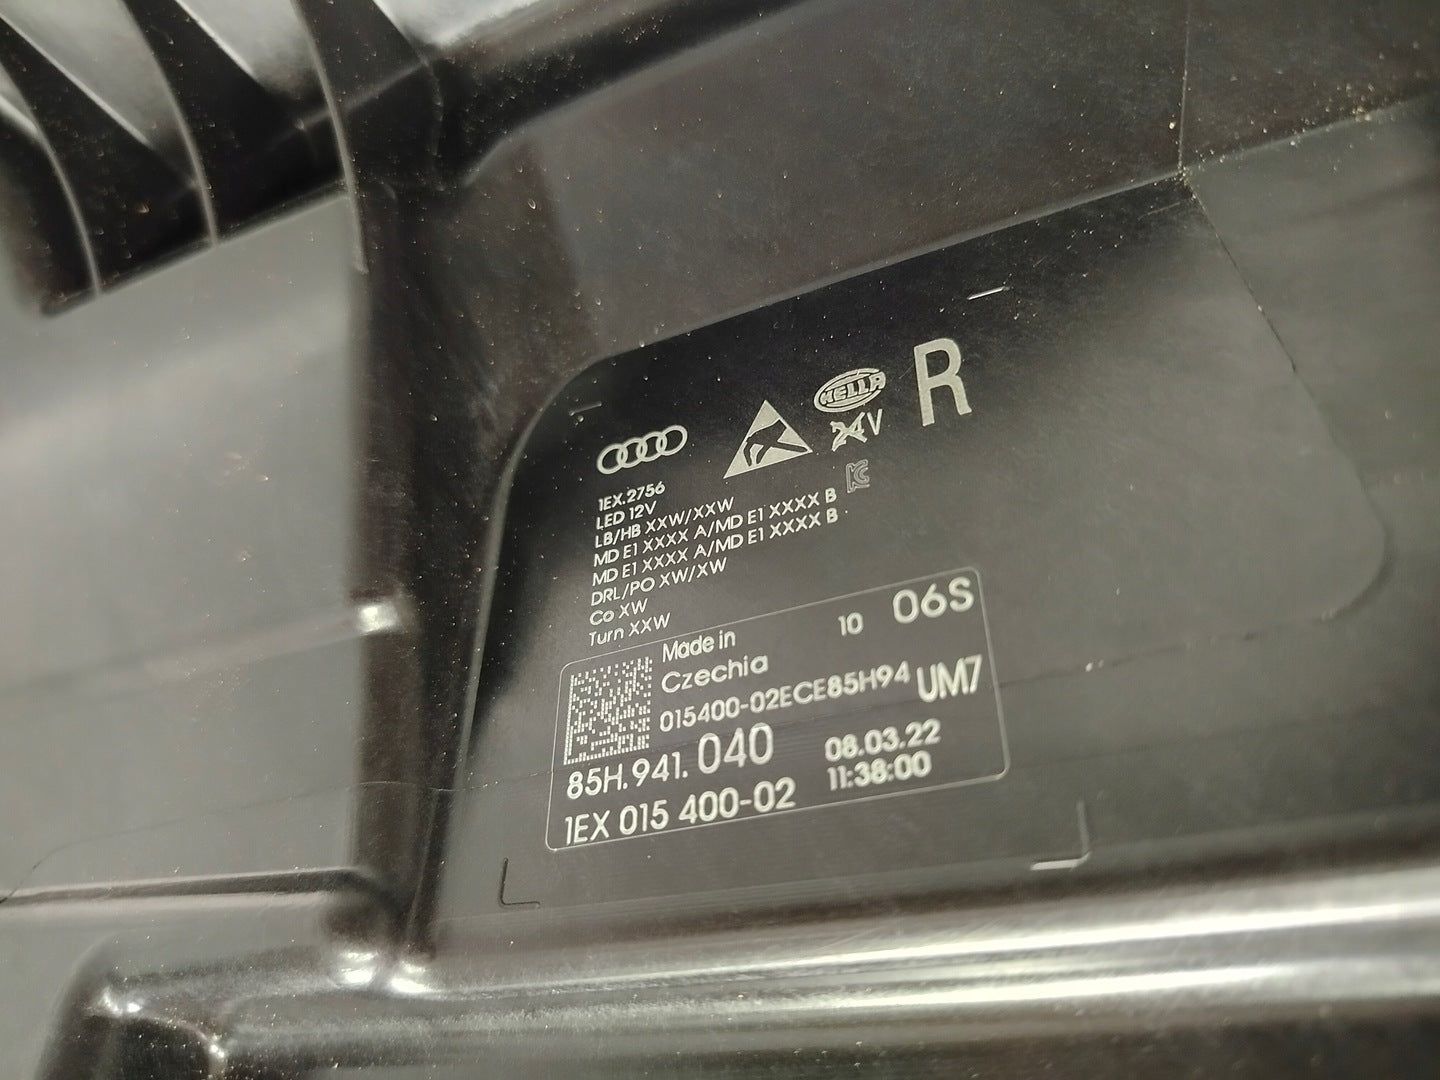 HELLA
R
24V
1EX.2756
LED 12V
LB/HB XXW/XXW
MD E1 XXXX A/MD E1 XXXX B
MD E1 XXXX A/MD E1 XXXX B
DRL/PO XW/XW
Co XW
Turn XXW
Made in
10
06S
Czechia
015400-02ECE85H94
UM7
85H.941.040
08.03.22
1EX 015 400-02
11:38:00